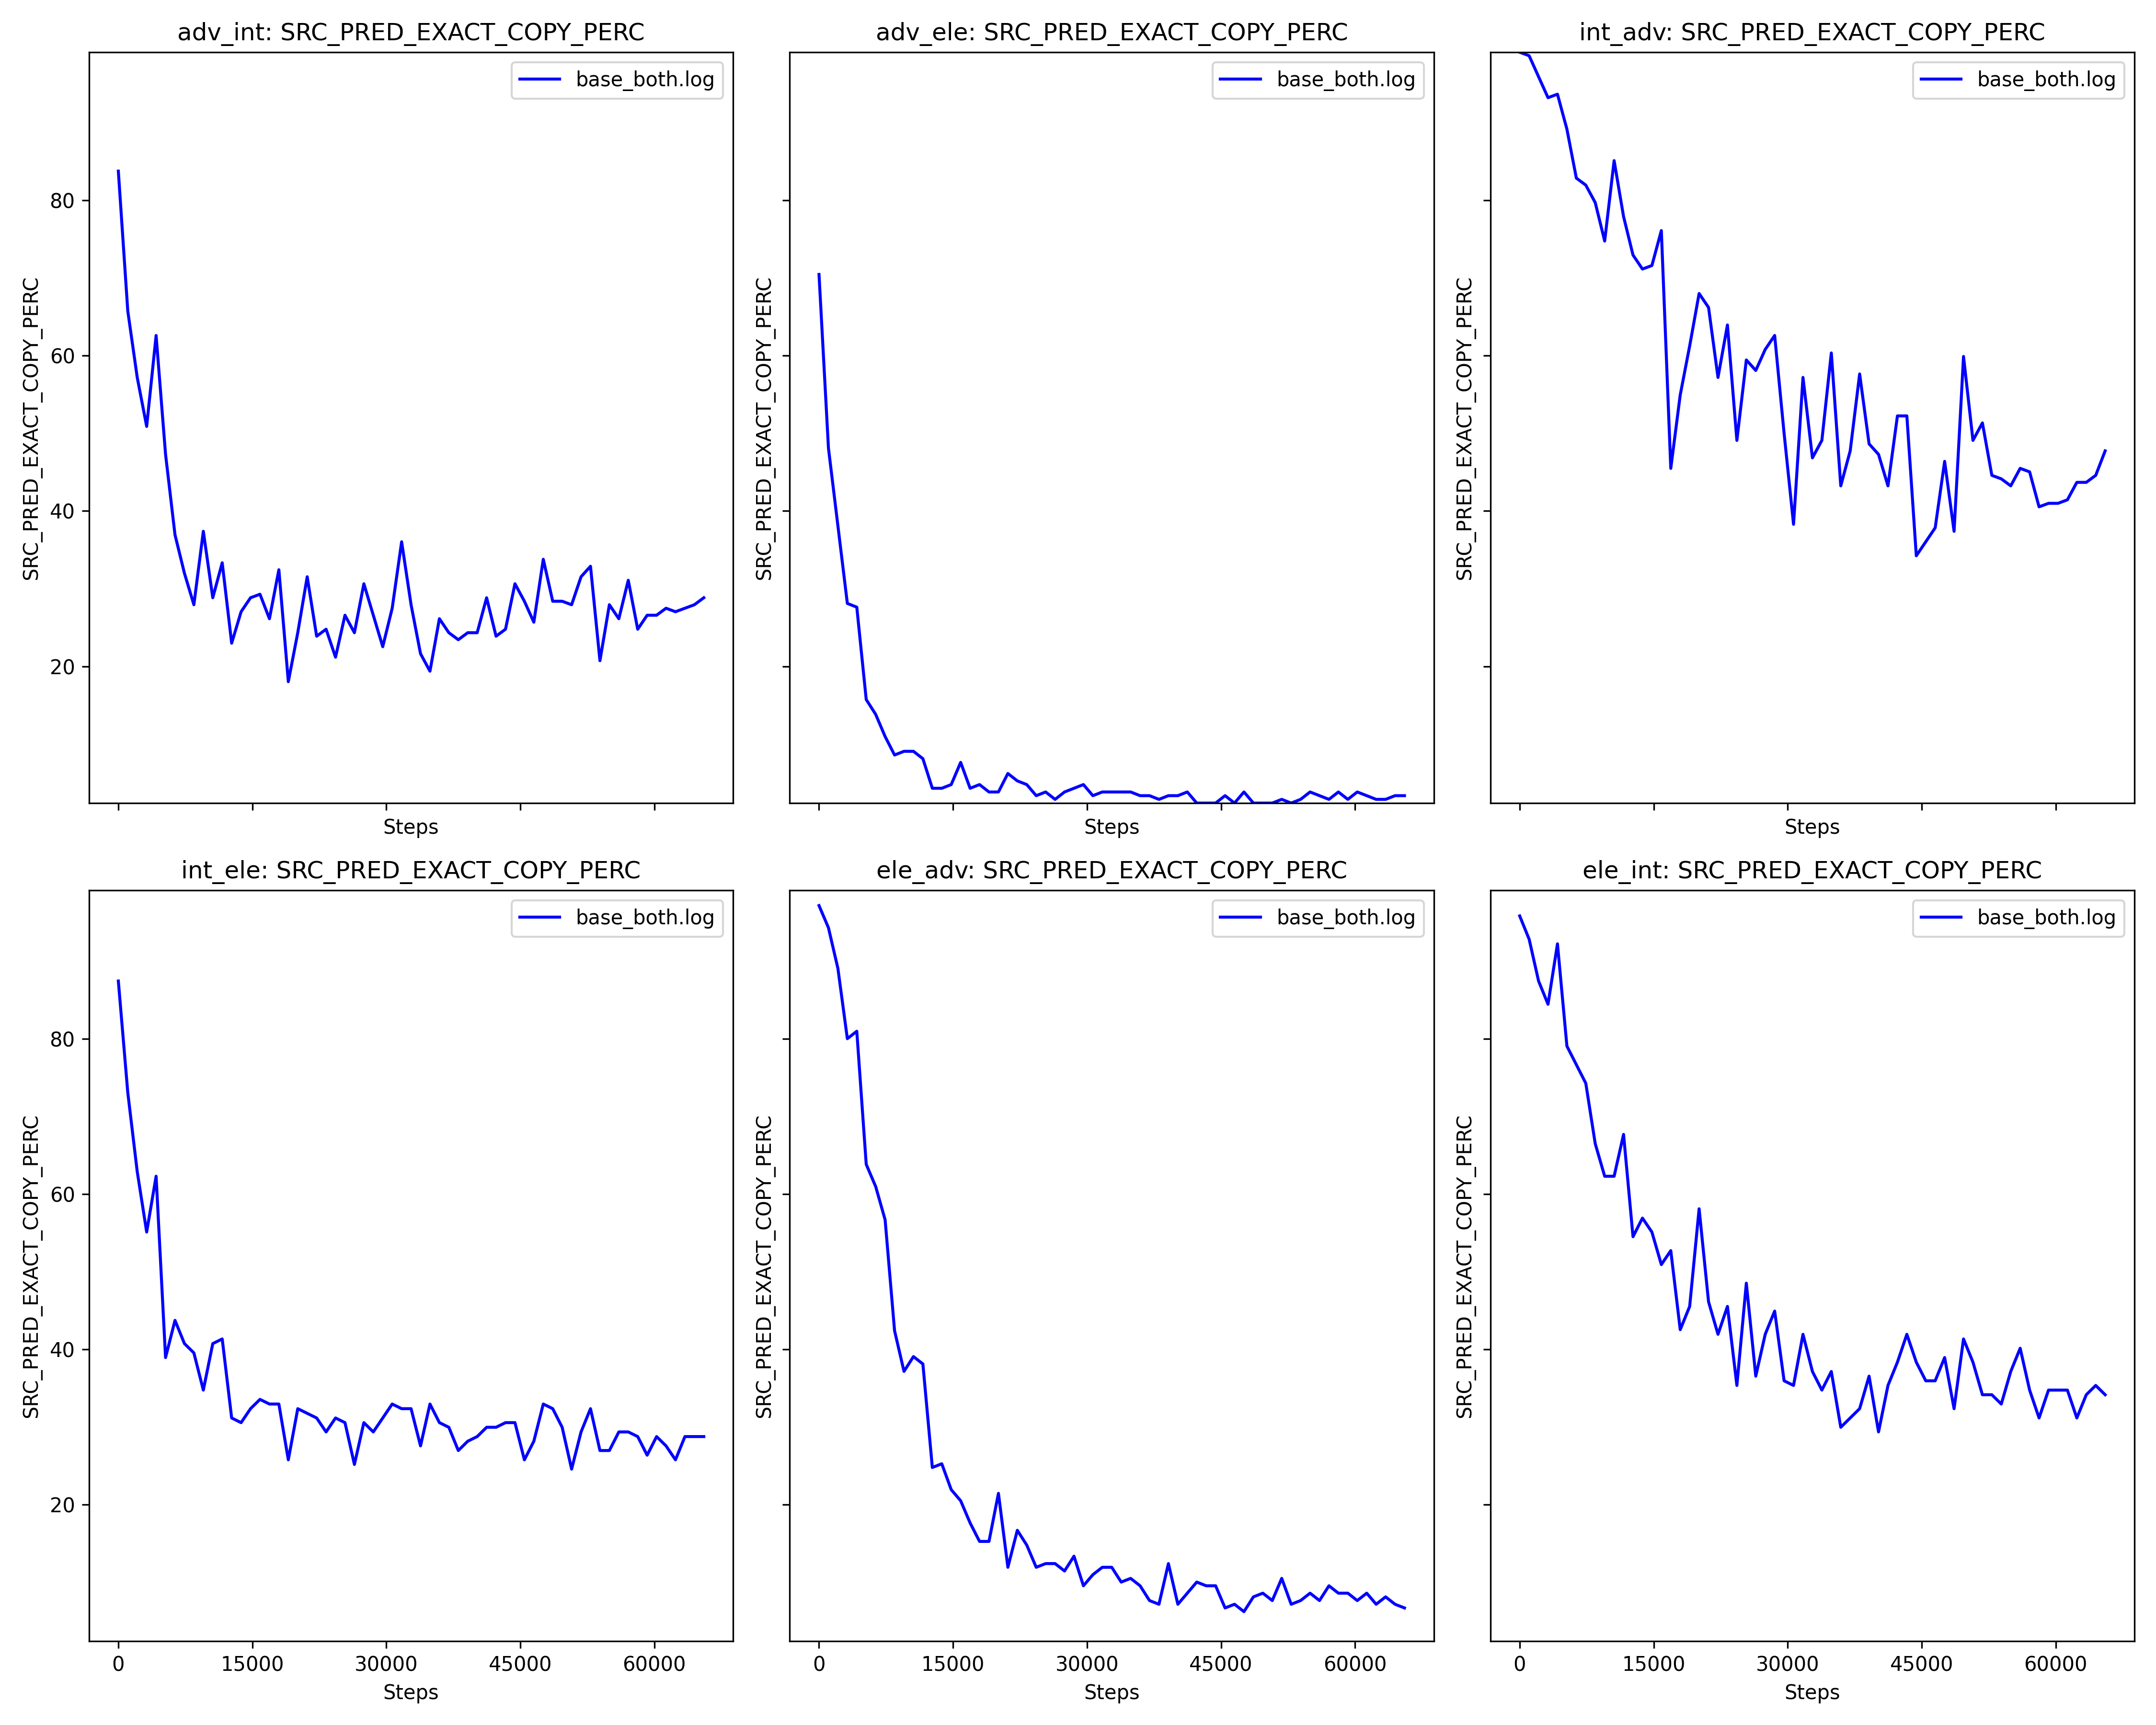 adv_int: SRC_PRED_EXACT_COPY_PERC
SRC_PRED_EXACT_COPY_PERC
80
60
40
20
base_both.log
Steps
adv_ele: SRC_PRED_EXACT_COPY_PERC
SRC_PRED_EXACT_COPY_PERC
base_both.log
Steps
int_adv: SRC_PRED_EXACT_COPY_PERC
SRC_PRED_EXACT_COPY_PERC
base_both.log
Steps
int_ele: SRC_PRED_EXACT_COPY_PERC
SRC_PRED_EXACT_COPY_PERC
80
60
40
20
base_both.log
0 15000 30000 45000 60000
Steps
ele_adv: SRC_PRED_EXACT_COPY_PERC
SRC_PRED_EXACT_COPY_PERC
base_both.log
0 15000 30000 45000 60000
Steps
ele_int: SRC_PRED_EXACT_COPY_PERC
SRC_PRED_EXACT_COPY_PERC
base_both.log
0 15000 30000 45000 60000
Steps